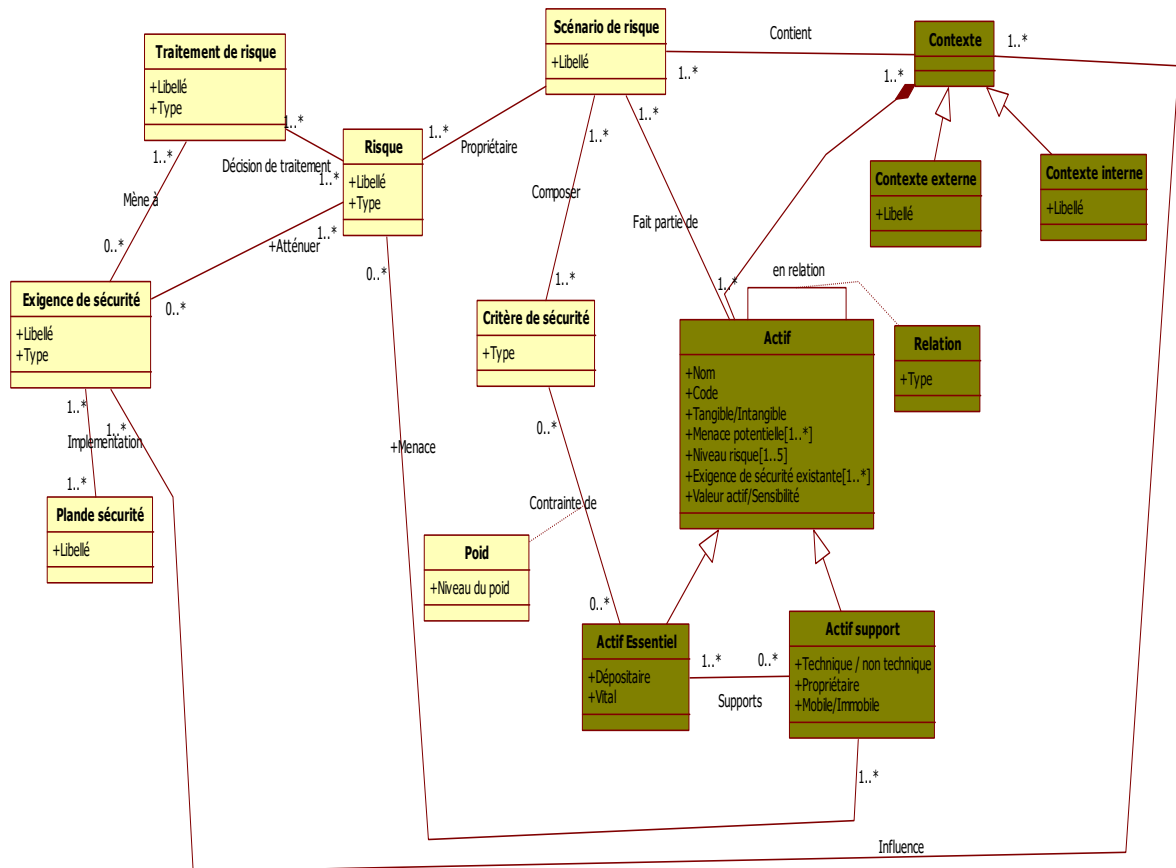 Traitement de risque
+Libellé
+Type
1..*
1..*
Scénario de risque
+Libellé
1..*
1..*
1..*
Contient
Contexte
1..*
1..*
Risque
+Libellé
+Type
1..*
Propriétaire
Décision de traitement
1..*
Mène à
0..*
+Atténuer
1..*
0..*
0..*
Composer
Fait partie de
Contexte externe
+Libellé
Contexte interne
+Libellé
Exigence de sécurité
+Libellé
+Type
1..*
1..*
Implementation
1..*
Plande sécurité
+Libellé
1..*
Critère de sécurité
+Type
0..*
1..*
en relation
Actif
+Nom
+Code
+Tangible/Intangible
+Menace potentielle[1..*]
+Niveau risque[1..5]
+Exigence de sécurité existante[1..*]
+Valeur actif/Sensibilité
Relation
+Type
+Menace
Contrainte de
Poid
+Niveau du poid
0..*
Actif Essentiel
+Dépositaire
+Vital
1..*
0..*
Supports
Actif support
+Technique / non technique
+Propriétaire
+Mobile/Immobile
1..*
Influence